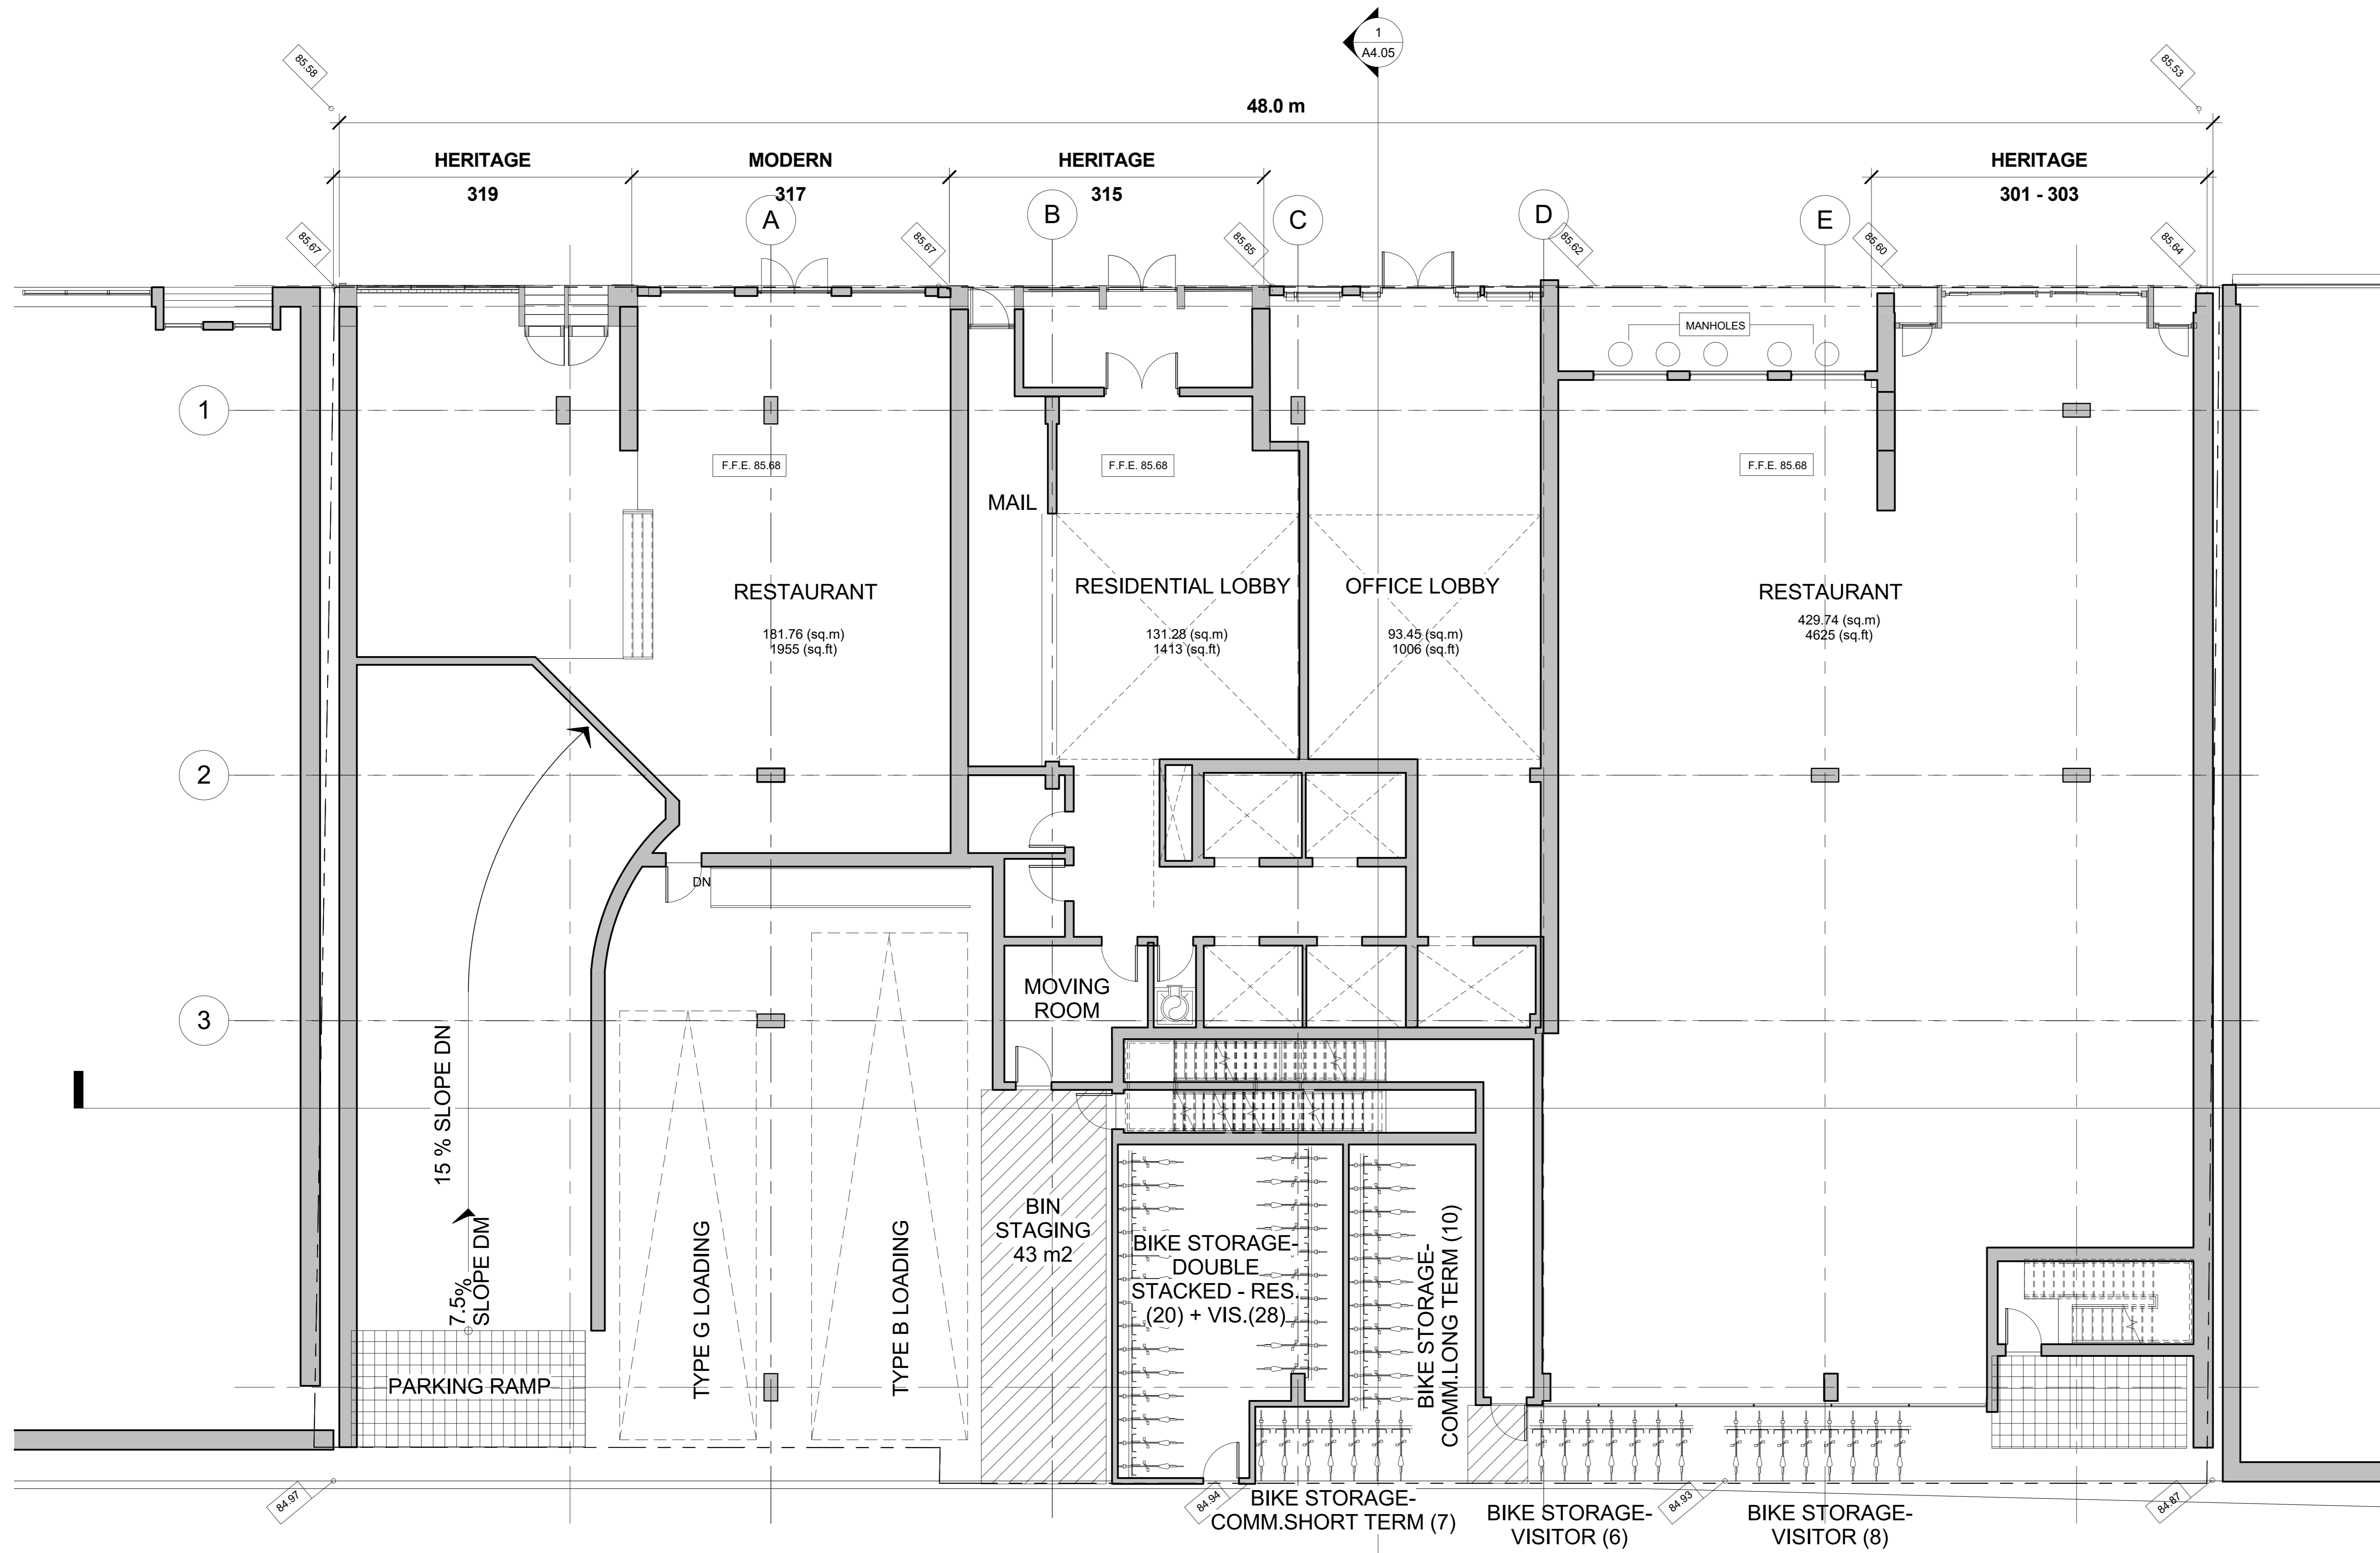 1
A4.05
85.58
85.53
48.0 m
HERITAGE
MODERN
HERITAGE
HERITAGE
319
317
315
301 - 303
A
B
C
D
E
85.67
85.67
85.65
85.62
85.60
85.64
MANHOLES
1
F.F.E. 85.68
F.F.E. 85.68
F.F.E. 85.68
MAIL
RESTAURANT
181.76 (sq.m)
1955 (sq.ft)
RESIDENTIAL LOBBY
131.28 (sq.m)
1413 (sq.ft)
OFFICE LOBBY
93.45 (sq.m)
1006 (sq.ft)
RESTAURANT
429.74 (sq.m)
4625 (sq.ft)
2
DN
MOVING
ROOM
3
15 % SLOPE DN
7.5%
SLOPE DM
PARKING RAMP
TYPE G LOADING
TYPE B LOADING
BIN
STAGING
43 m2
BIKE STORAGE-
DOUBLE
STACKED - RES.
(20) + VIS.(28)
BIKE STORAGE-
COMM.LONG TERM (10)
84.97
84.94
84.93
84.87
BIKE STORAGE-
COMM.SHORT TERM (7)
BIKE STORAGE-
VISITOR (6)
BIKE STORAGE-
VISITOR (8)